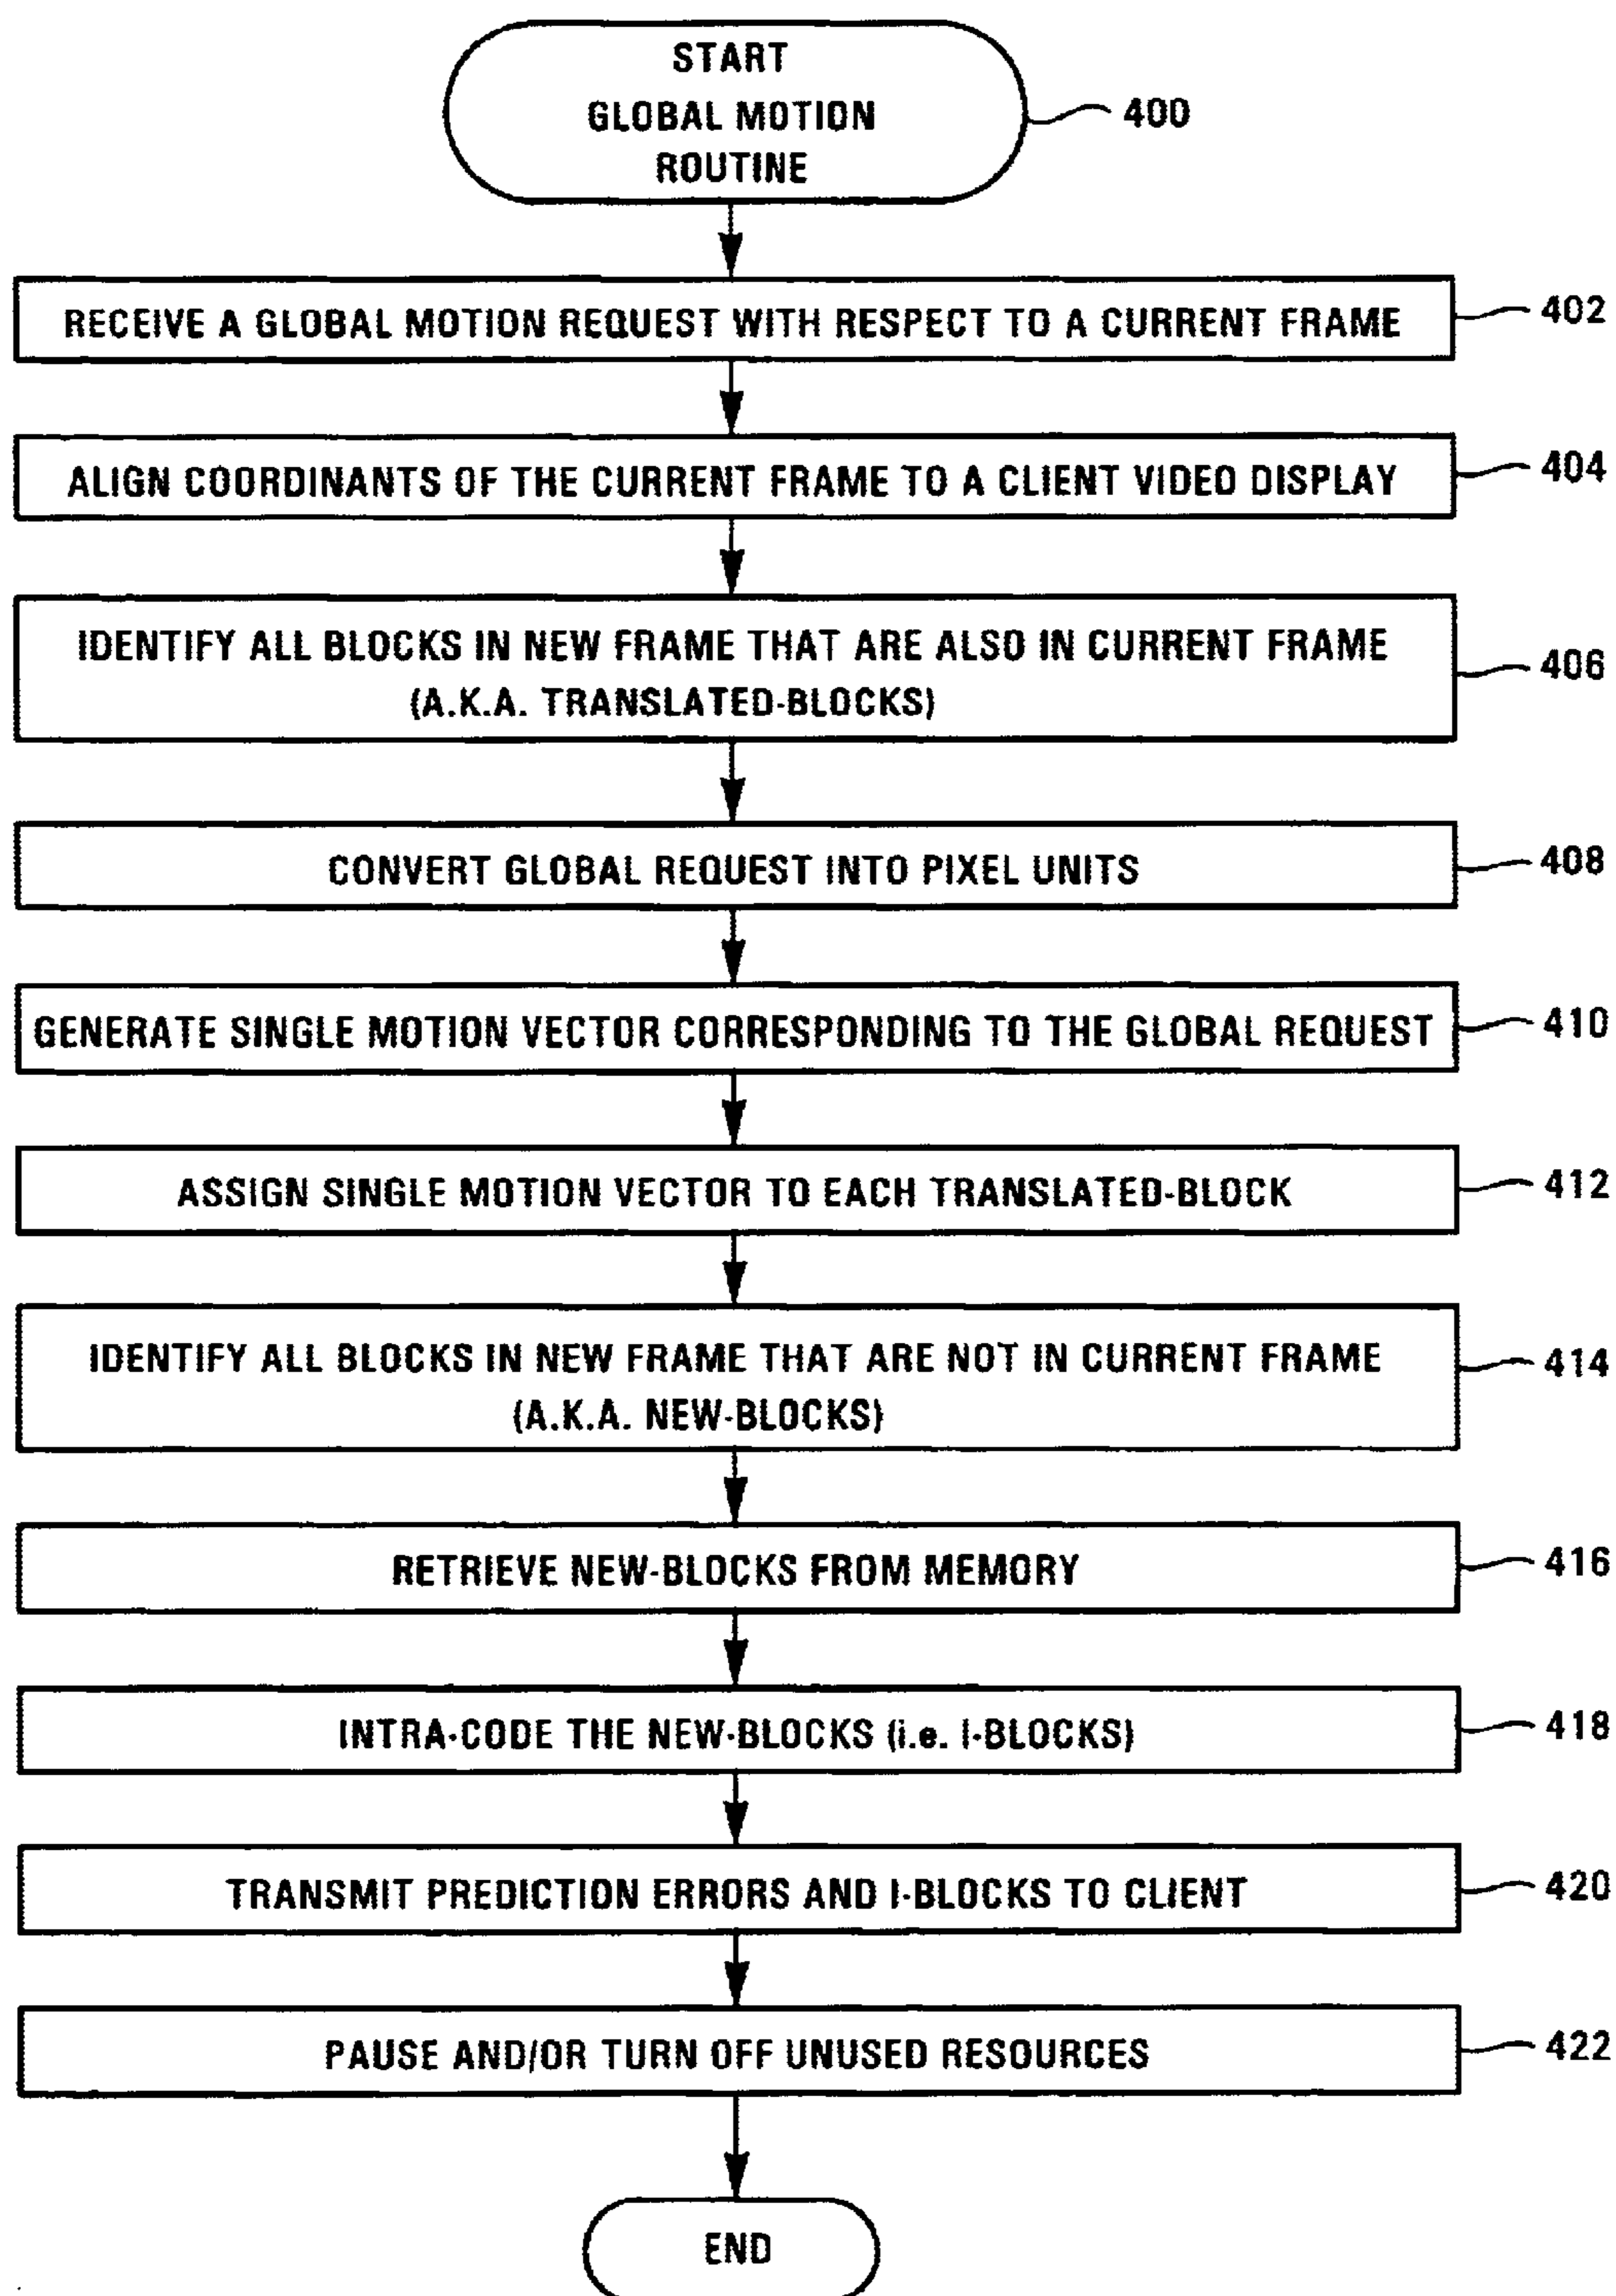 START
GLOBAL MOTION
ROUTINE
400
RECEIVE A GLOBAL MOTION REQUEST WITH RESPECT TO A CURRENT FRAME
402
ALIGN COORDINANTS OF THE CURRENT FRAME TO A CLIENT VIDEO DISPLAY
404
IDENTIFY ALL BLOCKS IN NEW FRAME THAT ARE ALSO IN CURRENT FRAME
(A.K.A. TRANSLATED-BLOCKS)
406
CONVERT GLOBAL REQUEST INTO PIXEL UNITS
408
GENERATE SINGLE MOTION VECTOR CORRESPONDING TO THE GLOBAL REQUEST
410
ASSIGN SINGLE MOTION VECTOR TO EACH TRANSLATED-BLOCK
412
IDENTIFY ALL BLOCKS IN NEW FRAME THAT ARE NOT IN CURRENT FRAME
(A.K.A. NEW-BLOCKS)
414
RETRIEVE NEW-BLOCKS FROM MEMORY
416
INTRA-CODE THE NEW-BLOCKS (i.e. I-BLOCKS)
418
TRANSMIT PREDICTION ERRORS AND I-BLOCKS TO CLIENT
420
PAUSE AND/OR TURN OFF UNUSED RESOURCES
422
END